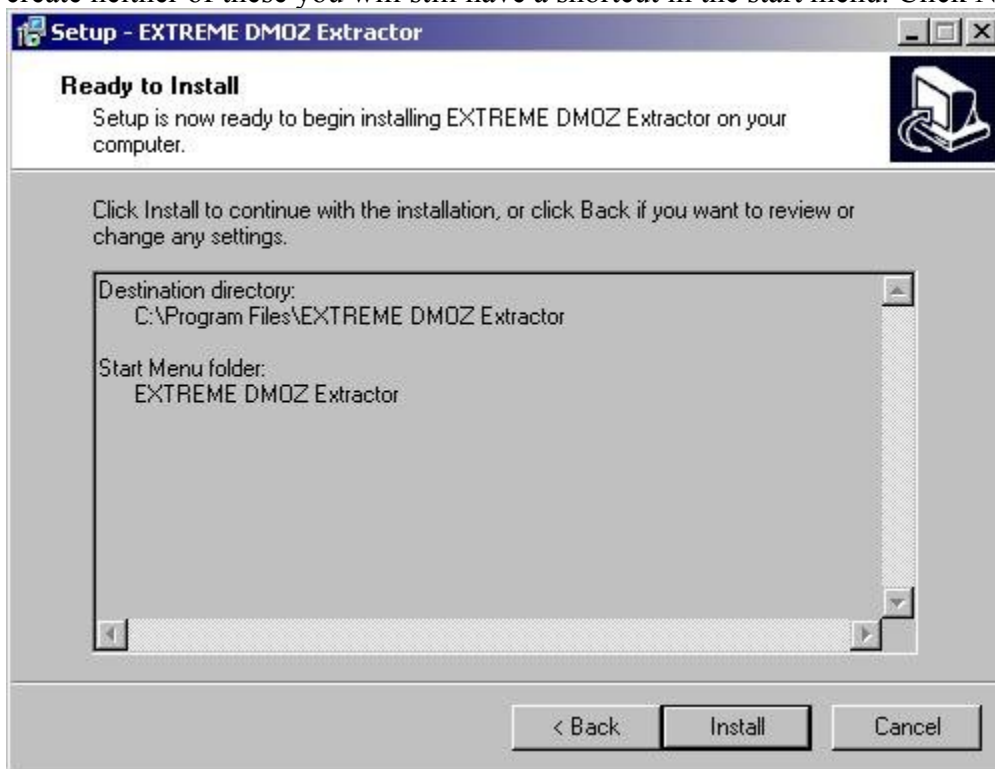 create neither of these you will still have a shortcut in the start menu. Click N
Setup - EXTREME DMOZ Extractor
Ready to Install
Setup is now ready to begin installing EXTREME DMOZ Extractor on your
computer.
Click Install to continue with the installation, or click Back if you want to review or
change any settings.
Destination directory:
C:\Program Files\EXTREME DMOZ Extractor
Start Menu folder:
EXTREME DMOZ Extractor
< Back Install Cancel